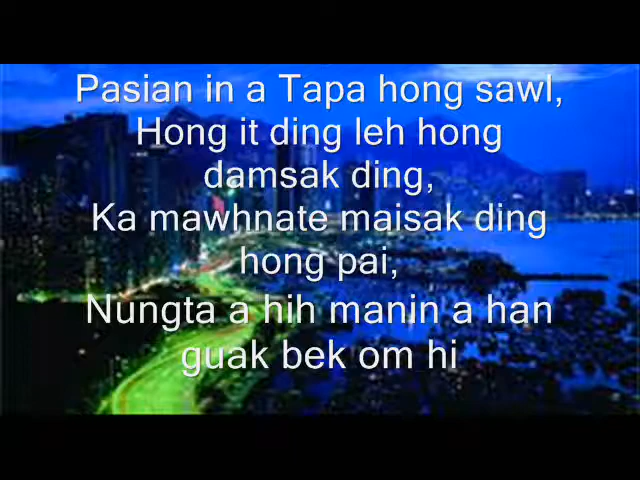 Pasian in a Tapa hong sawl,
Hong it ding leh hong
damsak ding,
Ka mawhnate maisak ding
hong pai,
Nungta a hih manin a han
guak bek om hi